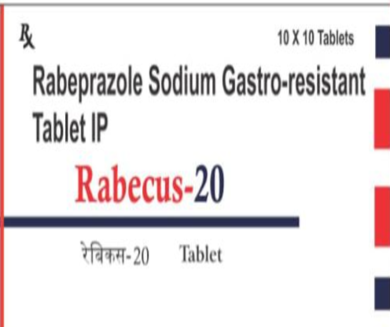 ℞
10 X 10 Tablets
Rabeprazole Sodium Gastro-resistant
Tablet IP
Rabecus-20
रेबिकस-20 Tablet